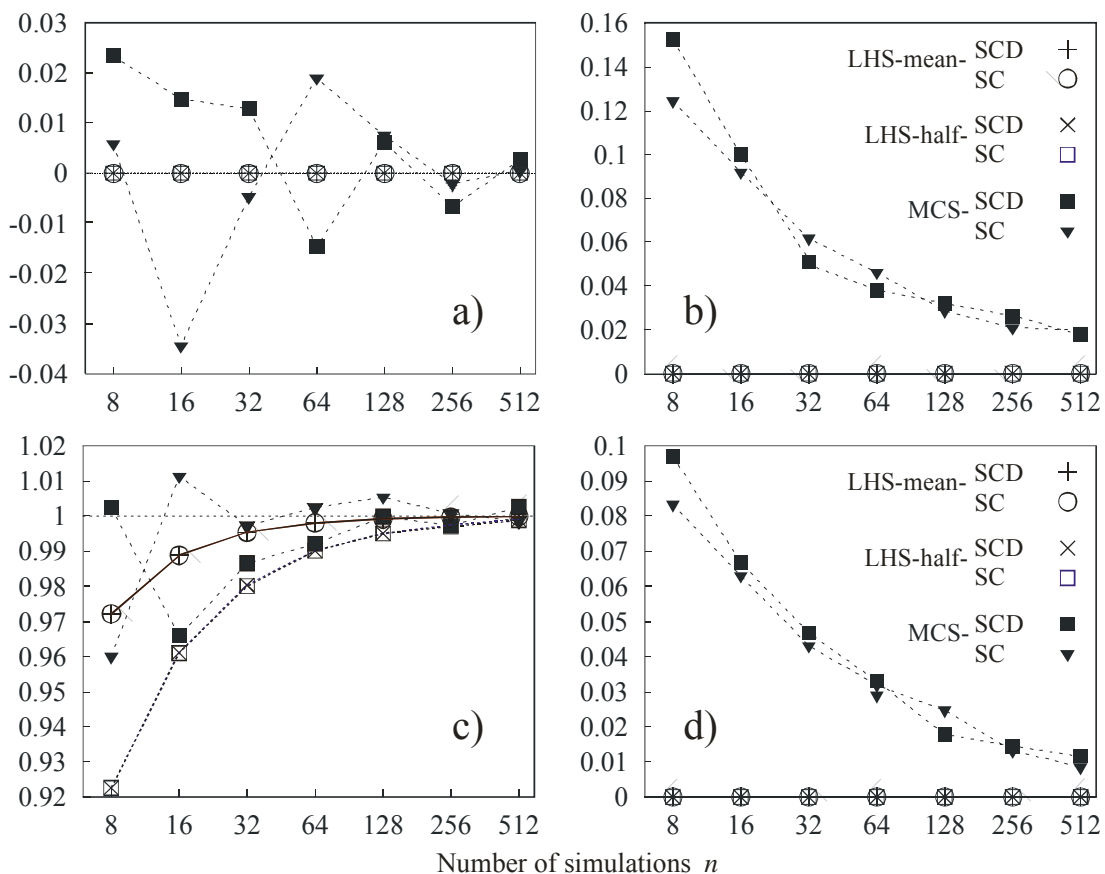 0.03
0.02
0.01
0
-0.01
-0.02
-0.03
-0.04
8 16 32 64 128 256 512
a)
0.16
0.14
0.12
0.1
0.08
0.06
0.04
0.02
0
8 16 32 64 128 256 512
LHS-mean- SCD
SC
LHS-half- SCD
SC
MCS- SCD
SC
b)
1.02
1.01
1
0.99
0.98
0.97
0.96
0.95
0.94
0.93
0.92
8 16 32 64 128 256 512
c)
0.1
0.09
0.08
0.07
0.06
0.05
0.04
0.03
0.02
0.01
0
8 16 32 64 128 256 512
LHS-mean- SCD
SC
LHS-half- SCD
SC
MCS- SCD
SC
d)
Number of simulations n